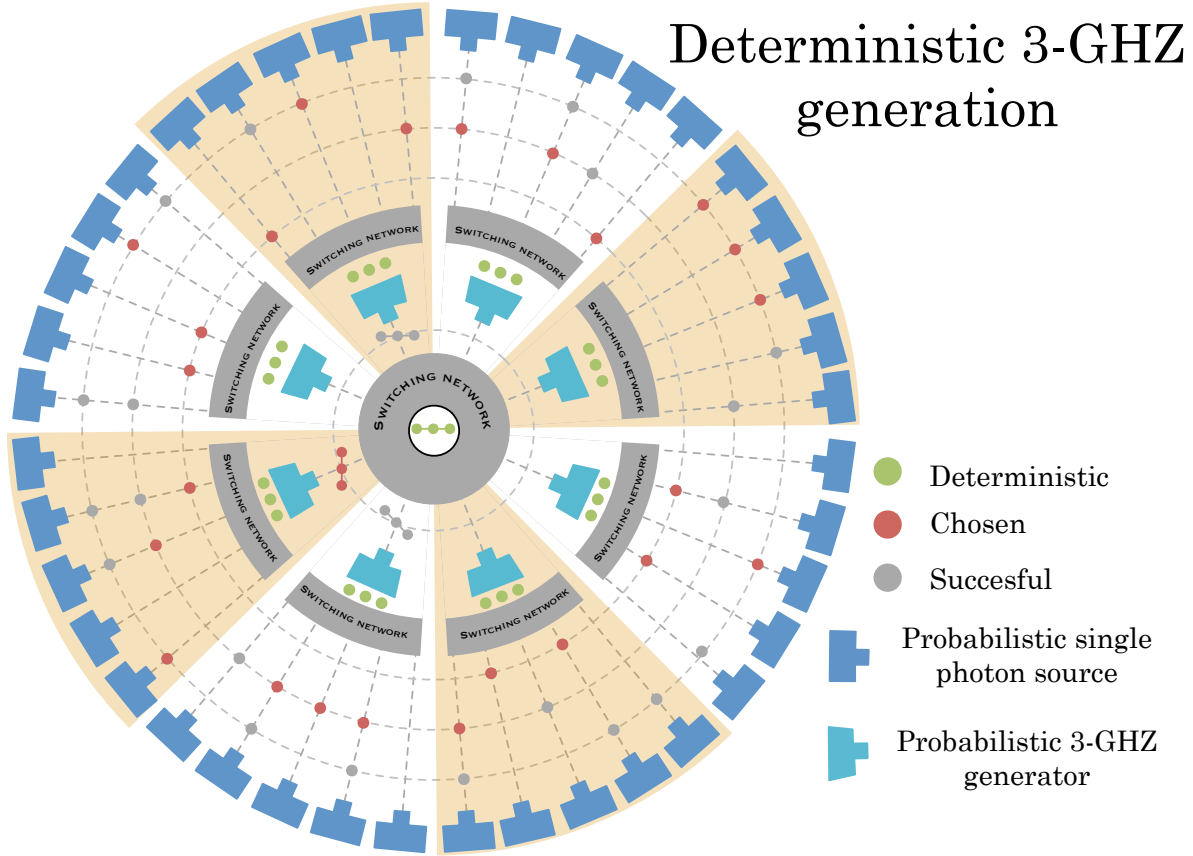 Deterministic 3-GHZ
generation
SWITCHING NETWORK
SWITCHING NETWORK
SWITCHING NETWORK
SWITCHING NETWORK
SWITCHING NETWORK
SWITCHING NETWORK
SWITCHING NETWORK
SWITCHING NETWORK
SWITCHING NETWORK
Deterministic
Chosen
Succesful
Probabilistic single
photon source
Probabilistic 3-GHZ
generator